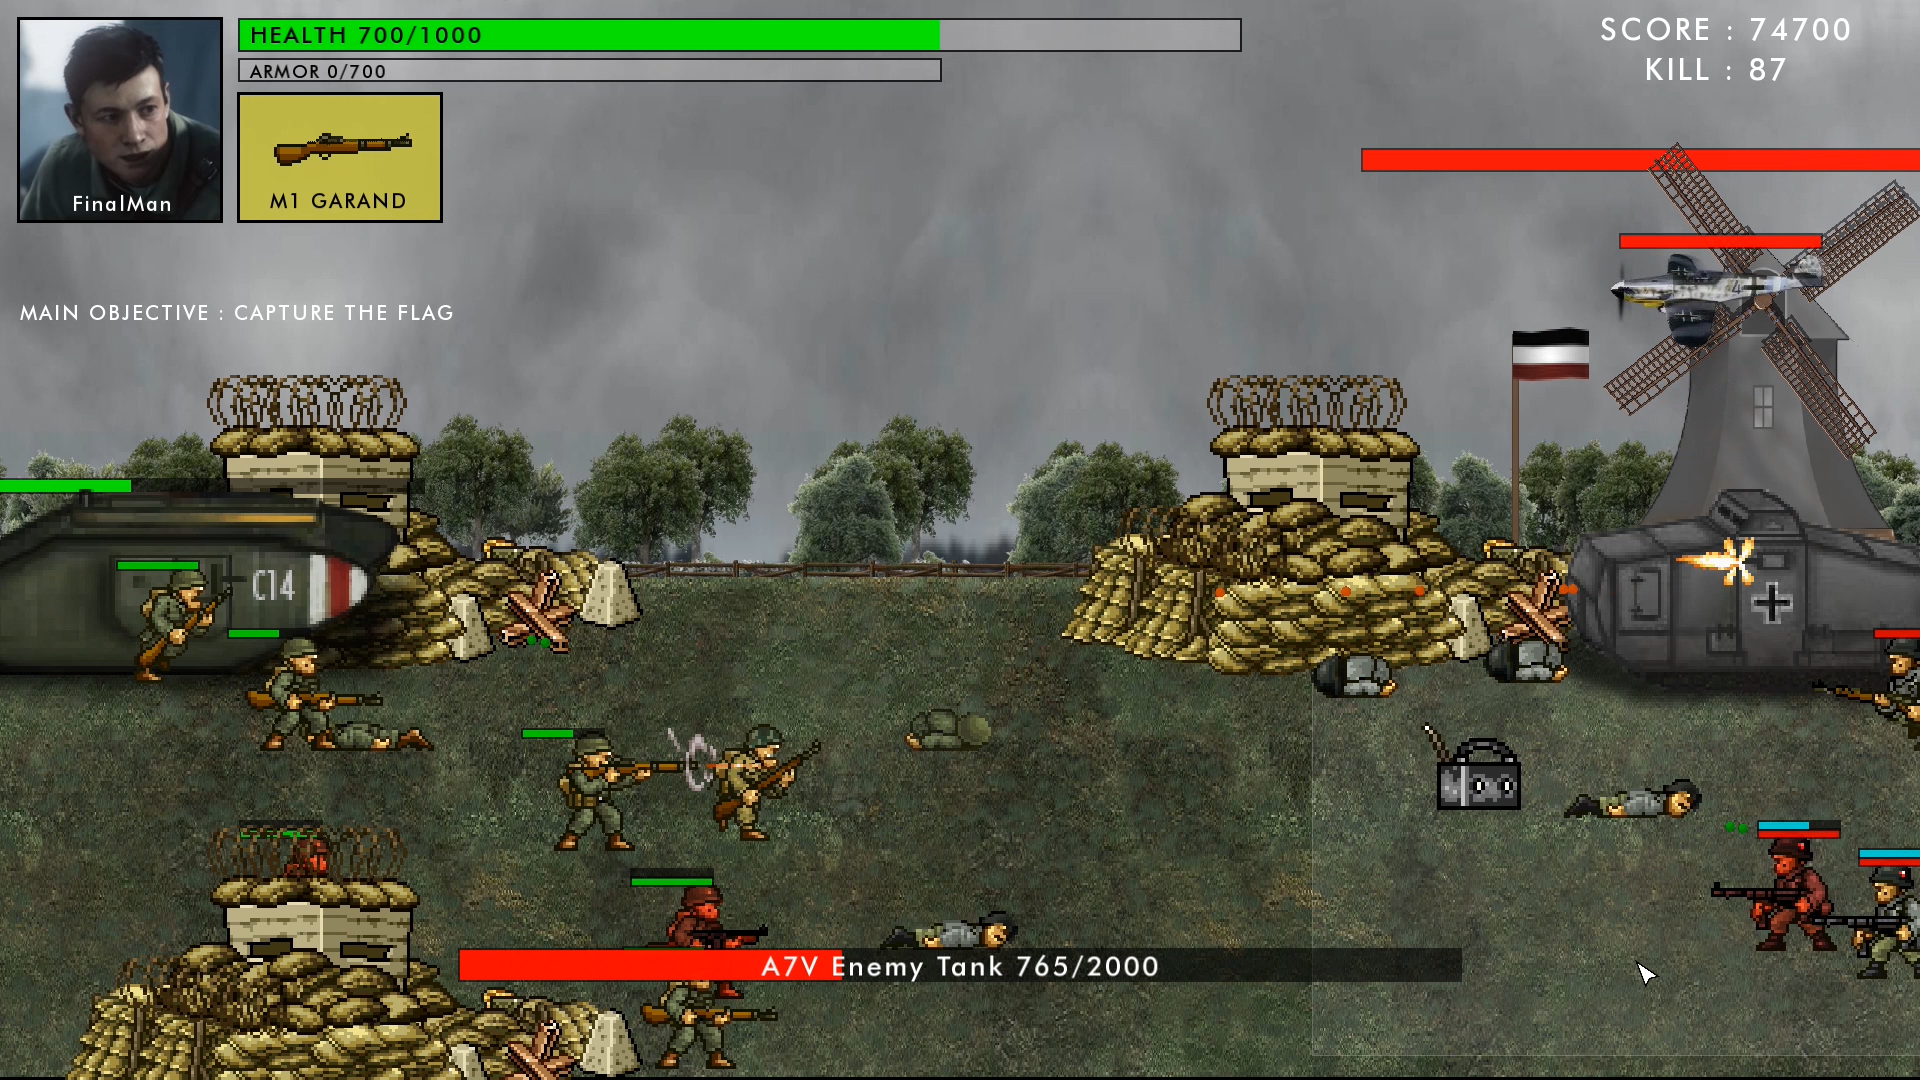 HEALTH 700/1000
ARMOR 0/700
SCORE : 74700
KILL : 87
FinalMan
M1 GARAND
MAIN OBJECTIVE : CAPTURE THE FLAG
C14
A7V Enemy Tank 765/2000